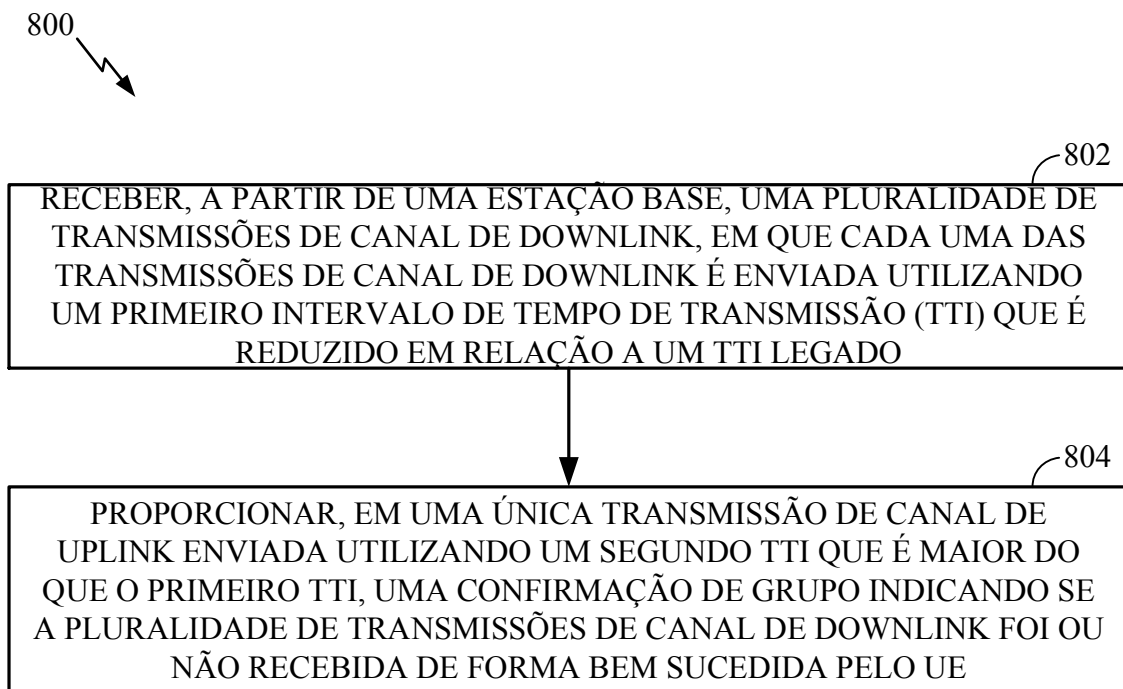 800
802
RECEBER, A PARTIR DE UMA ESTAÇÃO BASE, UMA PLURALIDADE DE
TRANSMISSÕES DE CANAL DE DOWNLINK, EM QUE CADA UMA DAS
TRANSMISSÕES DE CANAL DE DOWNLINK É ENVIADA UTILIZANDO
UM PRIMEIRO INTERVALO DE TEMPO DE TRANSMISSÃO (TTI) QUE É
REDUZIDO EM RELAÇÃO A UM TTI LEGADO
804
PROPORCIONAR, EM UMA ÚNICA TRANSMISSÃO DE CANAL DE
UPLINK ENVIADA UTILIZANDO UM SEGUNDO TTI QUE É MAIOR DO
QUE O PRIMEIRO TTI, UMA CONFIRMAÇÃO DE GRUPO INDICANDO SE
A PLURALIDADE DE TRANSMISSÕES DE CANAL DE DOWNLINK FOI OU
NÃO RECEBIDA DE FORMA BEM SUCEDIDA PELO UE